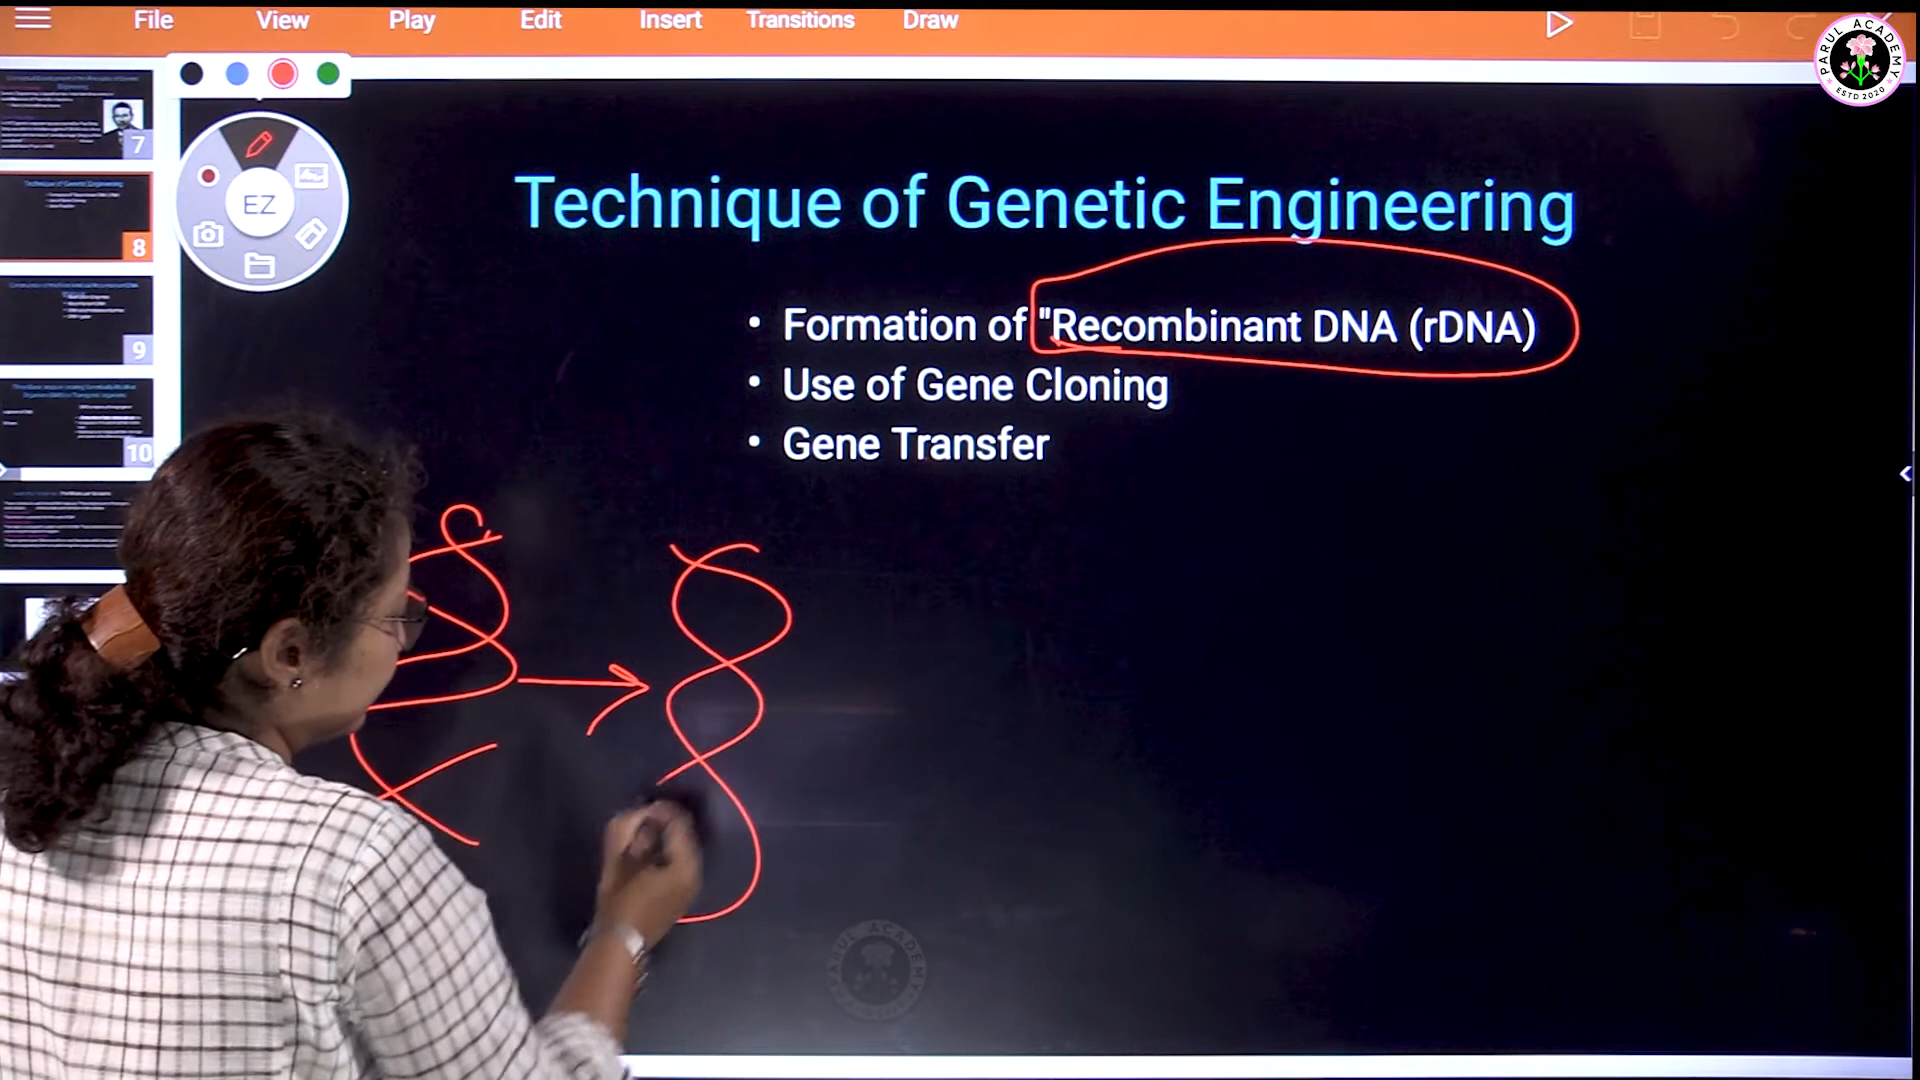 File View Play Edit Insert Transitions Draw
PARUL ACADEMY
ESTD 2020
7
8
9
10
EZ
Technique of Genetic Engineering
• Formation of "Recombinant DNA (rDNA)
• Use of Gene Cloning
• Gene Transfer